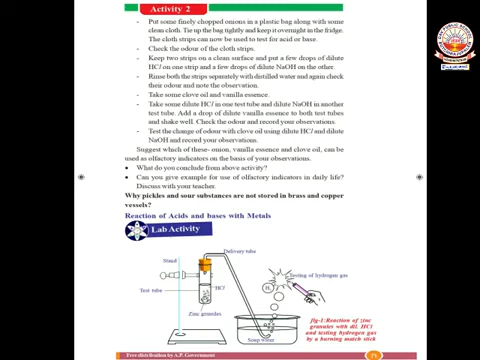 Activity 2
- Put some finely chopped onions in a plastic bag along with some
clean cloth. Tie up the bag tightly and keep it overnight in the fridge.
The cloth strips can now be used to test for acid or base.
- Check the odour of the cloth strips.
- Keep two strips on a clean surface and put a few drops of dilute
HCl on one strip and a few drops of dilute NaOH on the other.
- Rinse both the strips separately with distilled water and again check
their odour and note the observation.
- Take some clove oil and vanilla essence.
- Take some dilute HCl in one test tube and dilute NaOH in another
test tube. Add a drop of dilute vanilla essence to both test tubes
and shake well. Check the odour and record your observations.
- Test the change of odour with clove oil using dilute HCl and dilute
NaOH and record your observations.
Suggest which of these- onion, vanilla essence and clove oil, can be
used as olfactory indicators on the basis of your observations.
• What do you conclude from above activity?
• Can you give example for use of olfactory indicators in daily life?
Discuss with your teacher.
Why pickles and sour substances are not stored in brass and copper
vessels?
Reaction of Acids and bases with Metals
Lab Activity
Delivery tube
Stand
Testing of hydrogen gas
H₂
HCl
Test tube
Zinc granules
Soap water
fig-1:Reaction of zinc
granules with dil. HCl
and testing hydrogen gas
by a burning match stick
Free distribution by A.P. Government